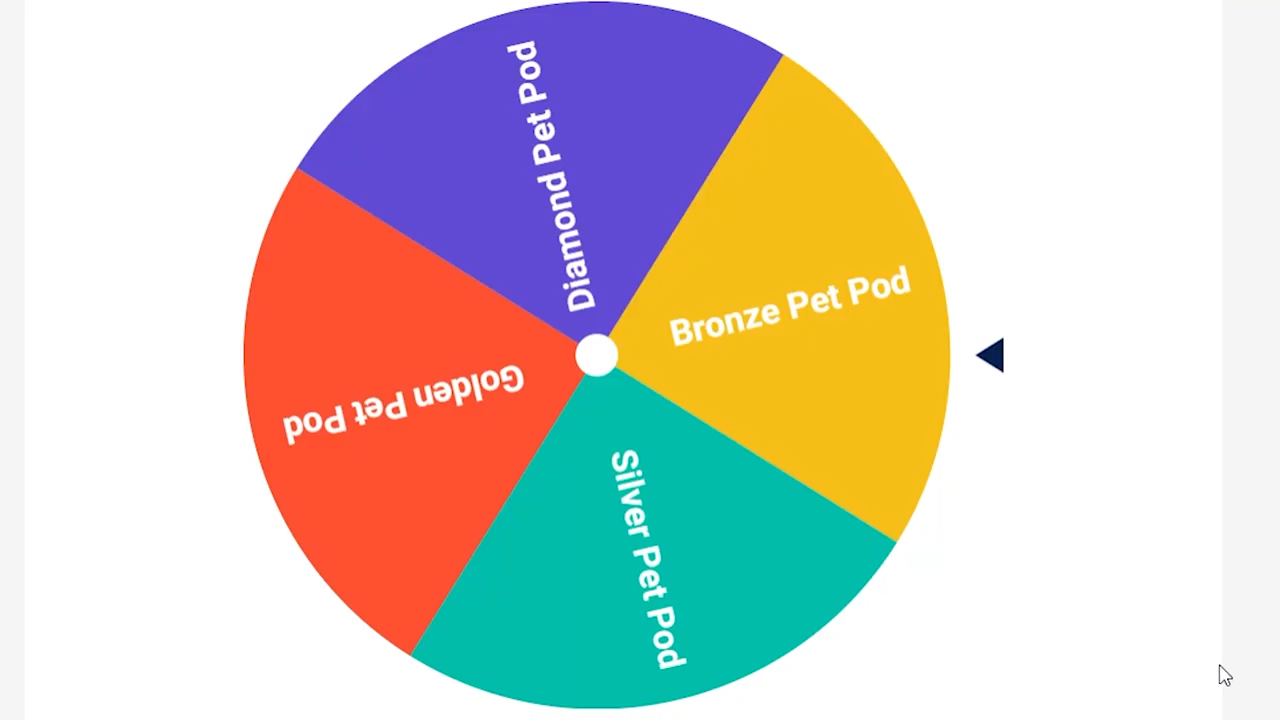 Diamond Pet Pod
Bronze Pet Pod
Golden Pet Pod
Silver Pet Pod